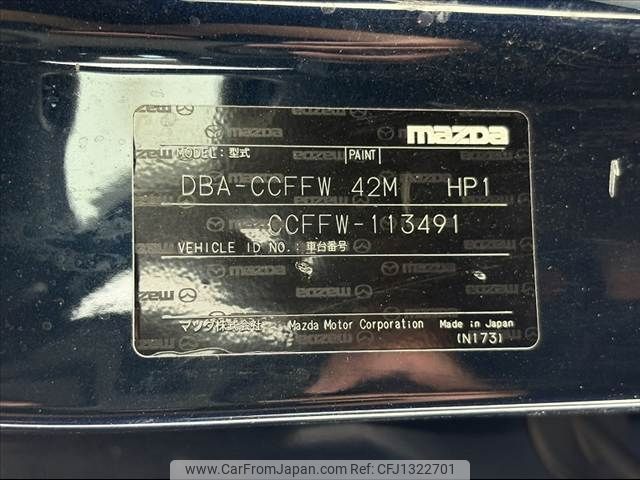 mazda
MODEL: 型式 PAINT
DBA-CCFFW 42M HP1
CCFFW-113491
VEHICLE ID NO.: 車台番号
マツダ株式会社 Mazda Motor Corporation Made in Japan
(N173)
www.CarFromJapan.com CFJ1322701